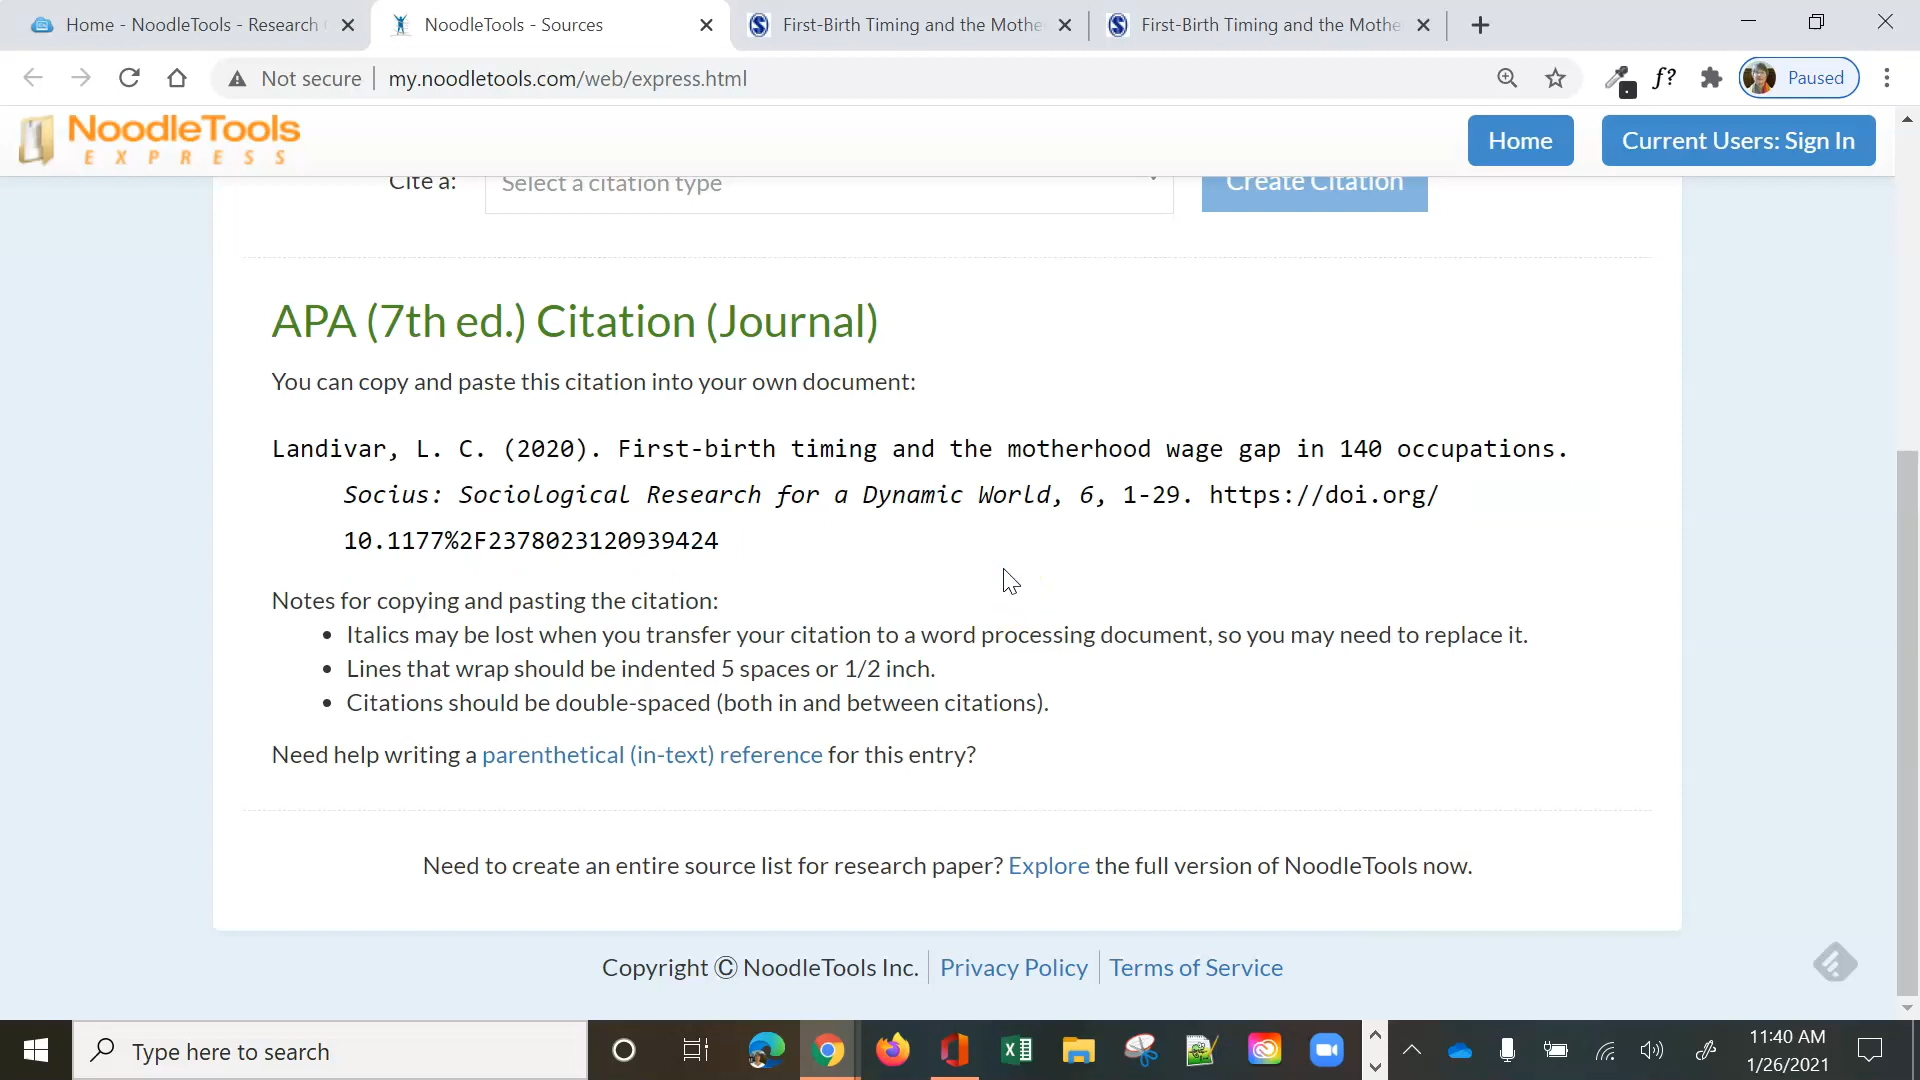 Home - NoodleTools - Research
NoodleTools - Sources
First-Birth Timing and the Mothe
First-Birth Timing and the Mothe
Not secure
my.noodletools.com/web/express.html
f?
Paused
NoodleTools
EXPRESS
Home
Current Users: Sign In
Cite a:
Select a citation type
Create Citation
APA (7th ed.) Citation (Journal)
You can copy and paste this citation into your own document:
Landivar, L. C. (2020). First-birth timing and the motherhood wage gap in 140 occupations.
Socius: Sociological Research for a Dynamic World, 6, 1-29. https://doi.org/
10.1177%2F2378023120939424
Notes for copying and pasting the citation:
• Italics may be lost when you transfer your citation to a word processing document, so you may need to replace it.
• Lines that wrap should be indented 5 spaces or 1/2 inch.
• Citations should be double-spaced (both in and between citations).
Need help writing a parenthetical (in-text) reference for this entry?
Need to create an entire source list for research paper? Explore the full version of NoodleTools now.
Copyright © NoodleTools Inc.
Privacy Policy
Terms of Service
Type here to search
11:40 AM
1/26/2021